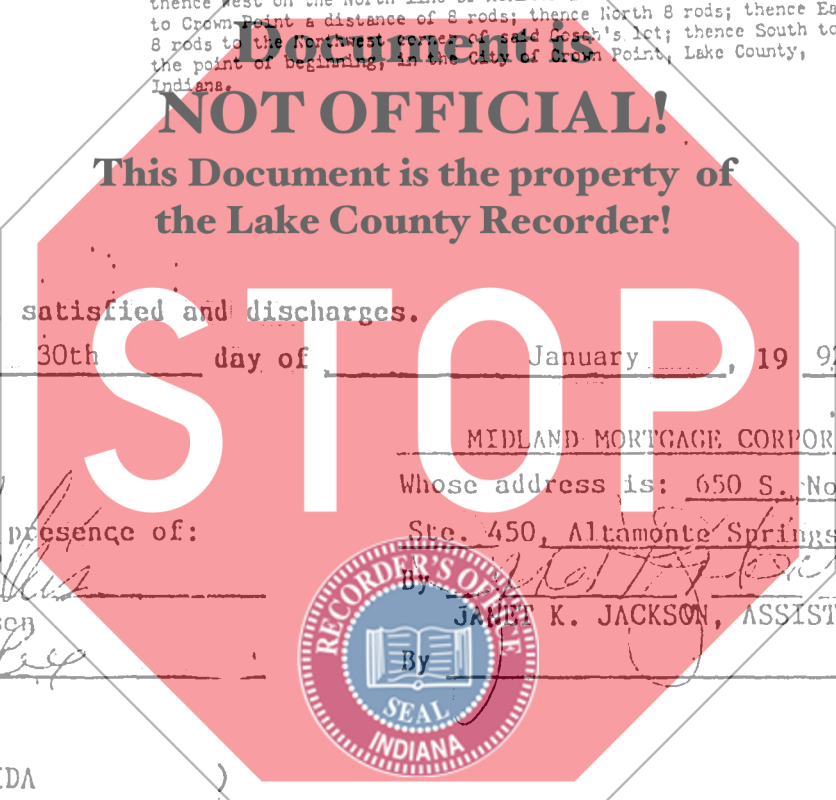 thence West on the North line of
to Crown Point a distance of 8 rods; thence North 8 rods; thence Ea
8 rods to the Northwest corner of said Gosch's lot; thence South to
Document is
the point of beginning, in the City of Crown Point, Lake County,
Indiana.
NOT OFFICIAL!
This Document is the property of
the Lake County Recorder!
satisfied and discharges.
30th day of January, 19 92
STOP
MIDLAND MORTGAGE CORPOR
Whose address is: 650 S. No
presence of: Ste. 450, Altamonte Springs
By
JANET K. JACKSON, ASSIST
sen
By
RECORDER'S OFFICE
SEAL
INDIANA
IDA )